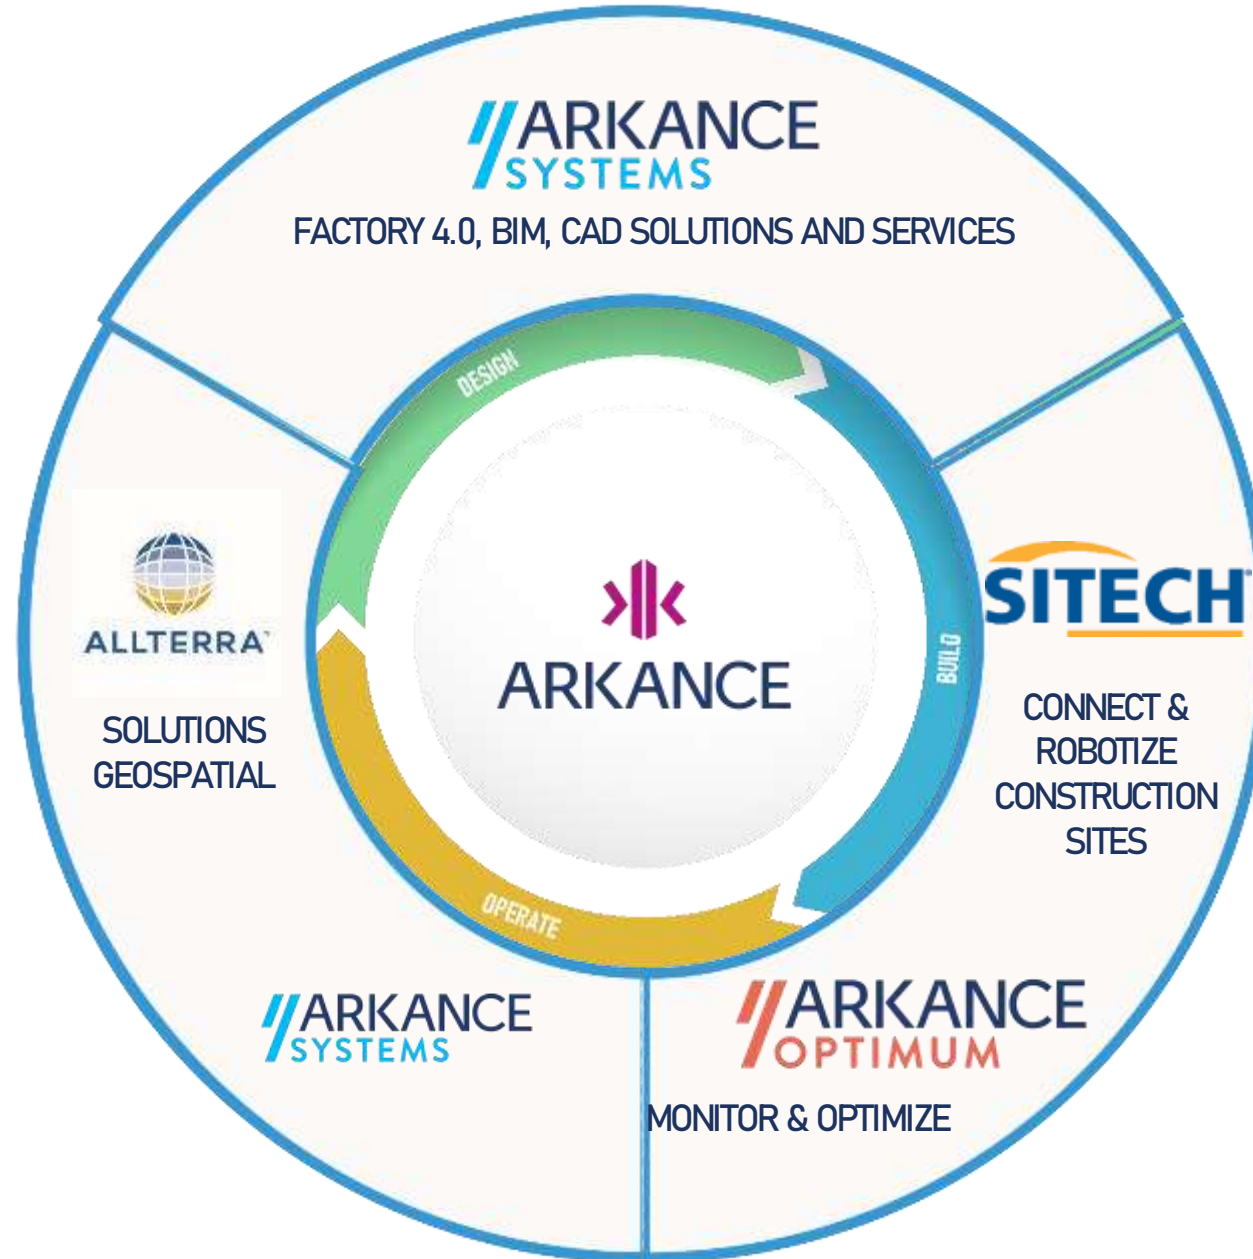 ARKANCE
SYSTEMS
FACTORY 4.0, BIM, CAD SOLUTIONS AND SERVICES
DESIGN
BUILD
OPERATE
ARKANCE
ALLTERRA
SOLUTIONS
GEOSPATIAL
SITECH
CONNECT &
ROBOTIZE
CONSTRUCTION
SITES
ARKANCE
SYSTEMS
ARKANCE
OPTIMUM
MONITOR & OPTIMIZE